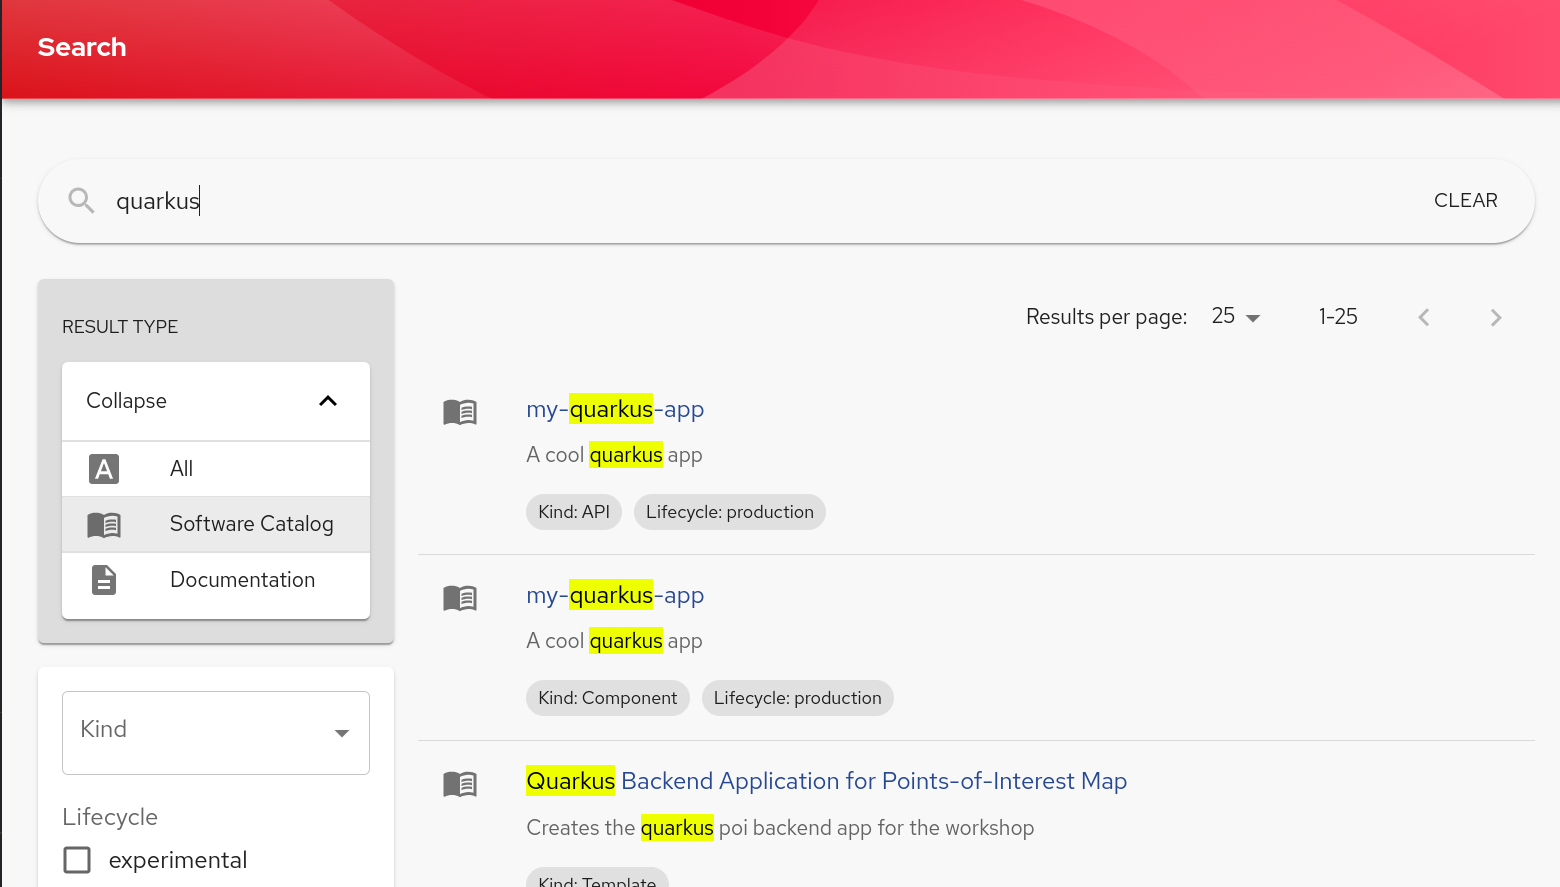 Search
quarkus
CLEAR
RESULT TYPE
Collapse
All
Software Catalog
Documentation
Kind
Lifecycle
experimental
Results per page: 25 1-25
my-quarkus-app
A cool quarkus app
Kind: API Lifecycle: production
my-quarkus-app
A cool quarkus app
Kind: Component Lifecycle: production
Quarkus Backend Application for Points-of-Interest Map
Creates the quarkus poi backend app for the workshop
Kind: Template